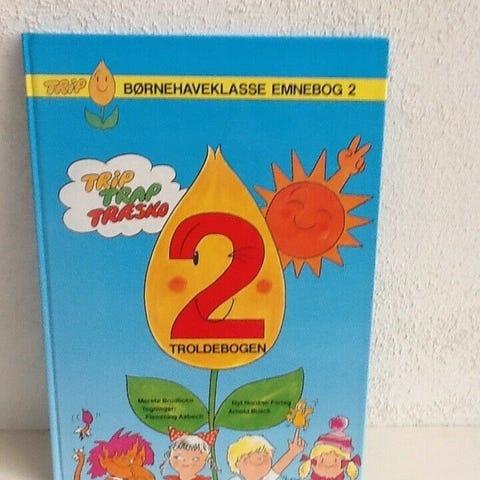 TRIP BØRNEHAVEKLASSE EMNEBOG 2
TRIP
TRAP
TRÆSKO
2
TROLDEBOGEN
Merete Brudholm
Tegninger:
Flemming Aabech
Nyt Nordisk Forlag
Arnold Busck